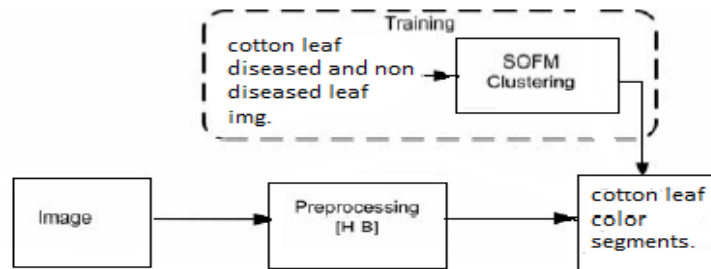 Training
cotton leaf
diseased and non
diseased leaf
img.
SOFM
Clustering
Image
Preprocessing
[H B]
cotton leaf
color
segments.